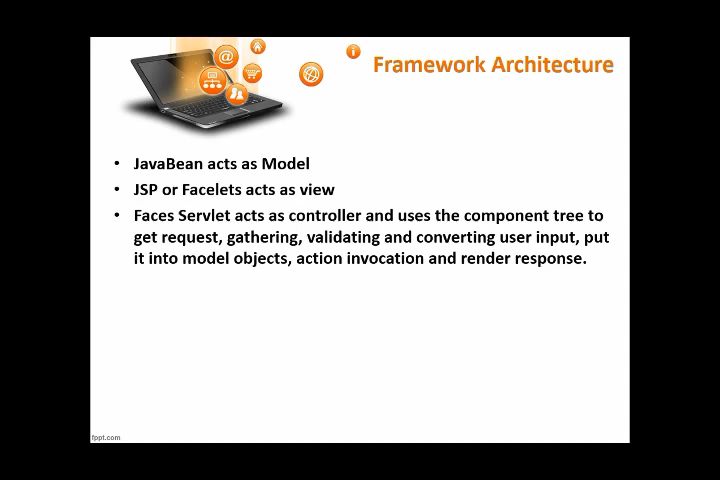 Framework Architecture
• JavaBean acts as Model
• JSP or Facelets acts as view
• Faces Servlet acts as controller and uses the component tree to
get request, gathering, validating and converting user input, put
it into model objects, action invocation and render response.
fppt.com